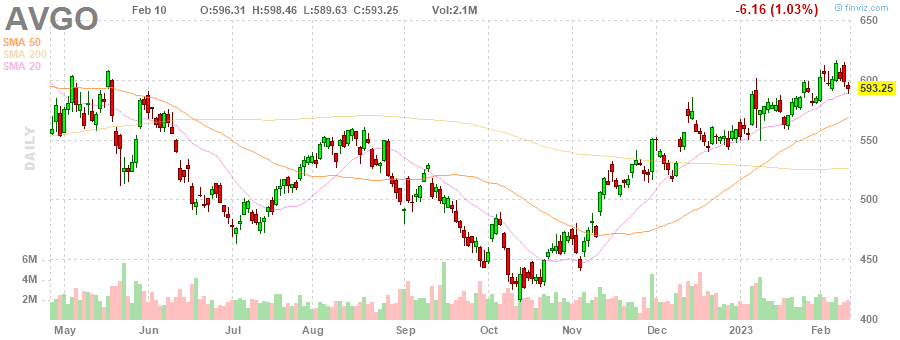 AVGO
Feb 10 O:596.31 H:598.46 L:589.63 C:593.25 Vol:2.1M -6.16 (1.03%) © finviz.com
SMA 50
SMA 200
SMA 20
DAILY
650
600
593.25
550
500
450
400
6M
4M
2M
May Jun Jul Aug Sep Oct Nov Dec 2023 Feb